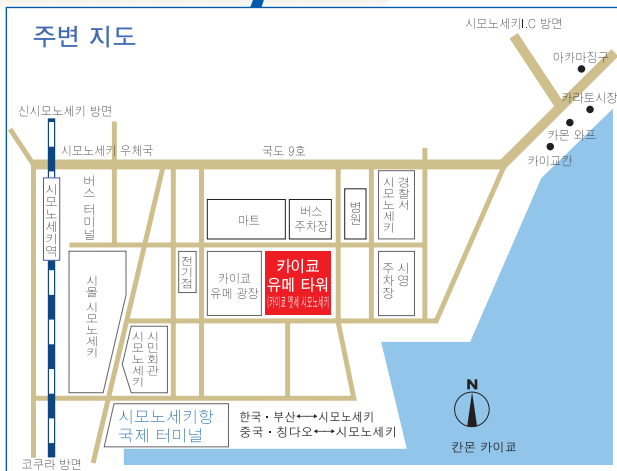 주변 지도
시모노세키I.C 방면
아카마징구
카라토시장
카몬 와프
카이쿄칸
신시모노세키 방면
시모노세키 우체국
국도 9호
시모노세키역
버스 터미널
마트
버스
주차장
병원
시모노세키
경찰서
시몰 시모노세키
전기점
카이쿄
유메 광장
카이쿄
유메 타워
(카이쿄 멧세 시모노세키)
시영
주차장
시모노세키
시민회관
시모노세키항
국제 터미널
한국・부산⟷시모노세키
중국・칭다오⟷시모노세키
N
칸몬 카이쿄
코쿠라 방면